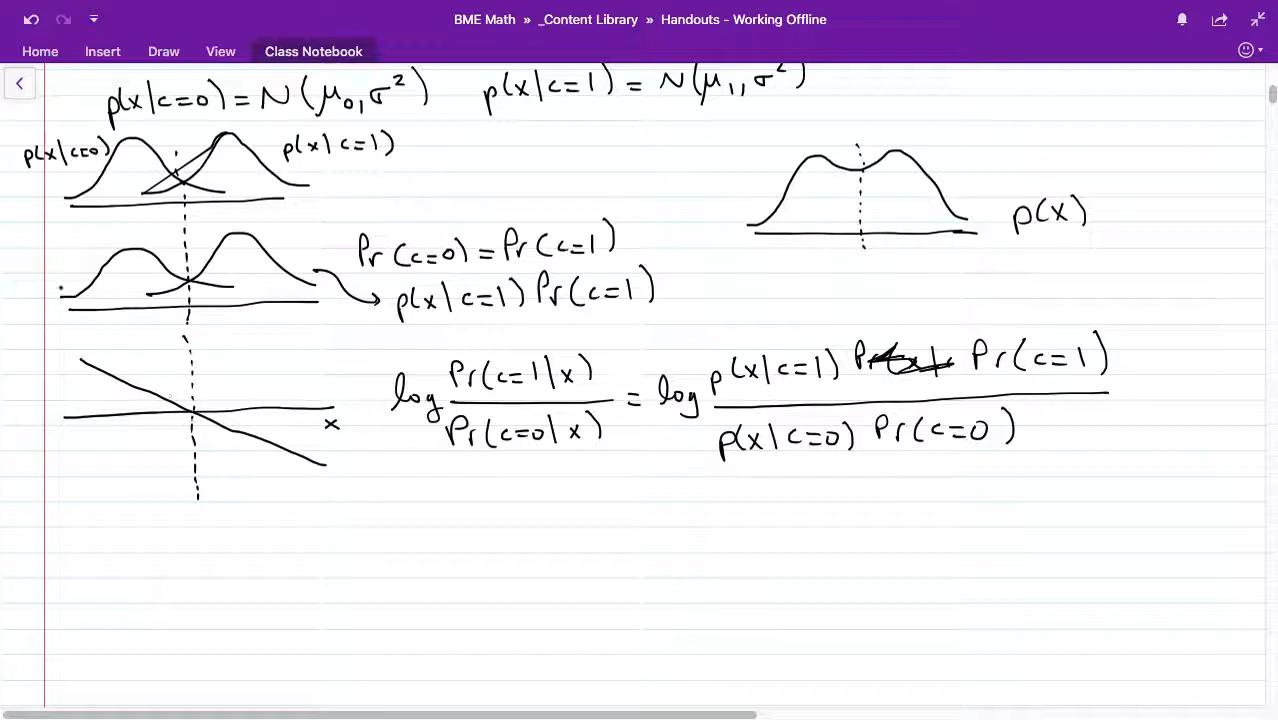 BME Math » _Content Library » Handouts - Working Offline
Home Insert Draw View Class Notebook
p(x|c=0) = N(μ₀, σ²) p(x|c=1) = N(μ₁, σ²)
p(x|c=0) p(x|c=1)
p(x)
Pr(c=0) = Pr(c=1)
p(x|c=1) Pr(c=1)
log Pr(c=1|x) / Pr(c=0|x) = log p(x|c=1) Pr(c=1) / p(x|c=0) Pr(c=0)
x